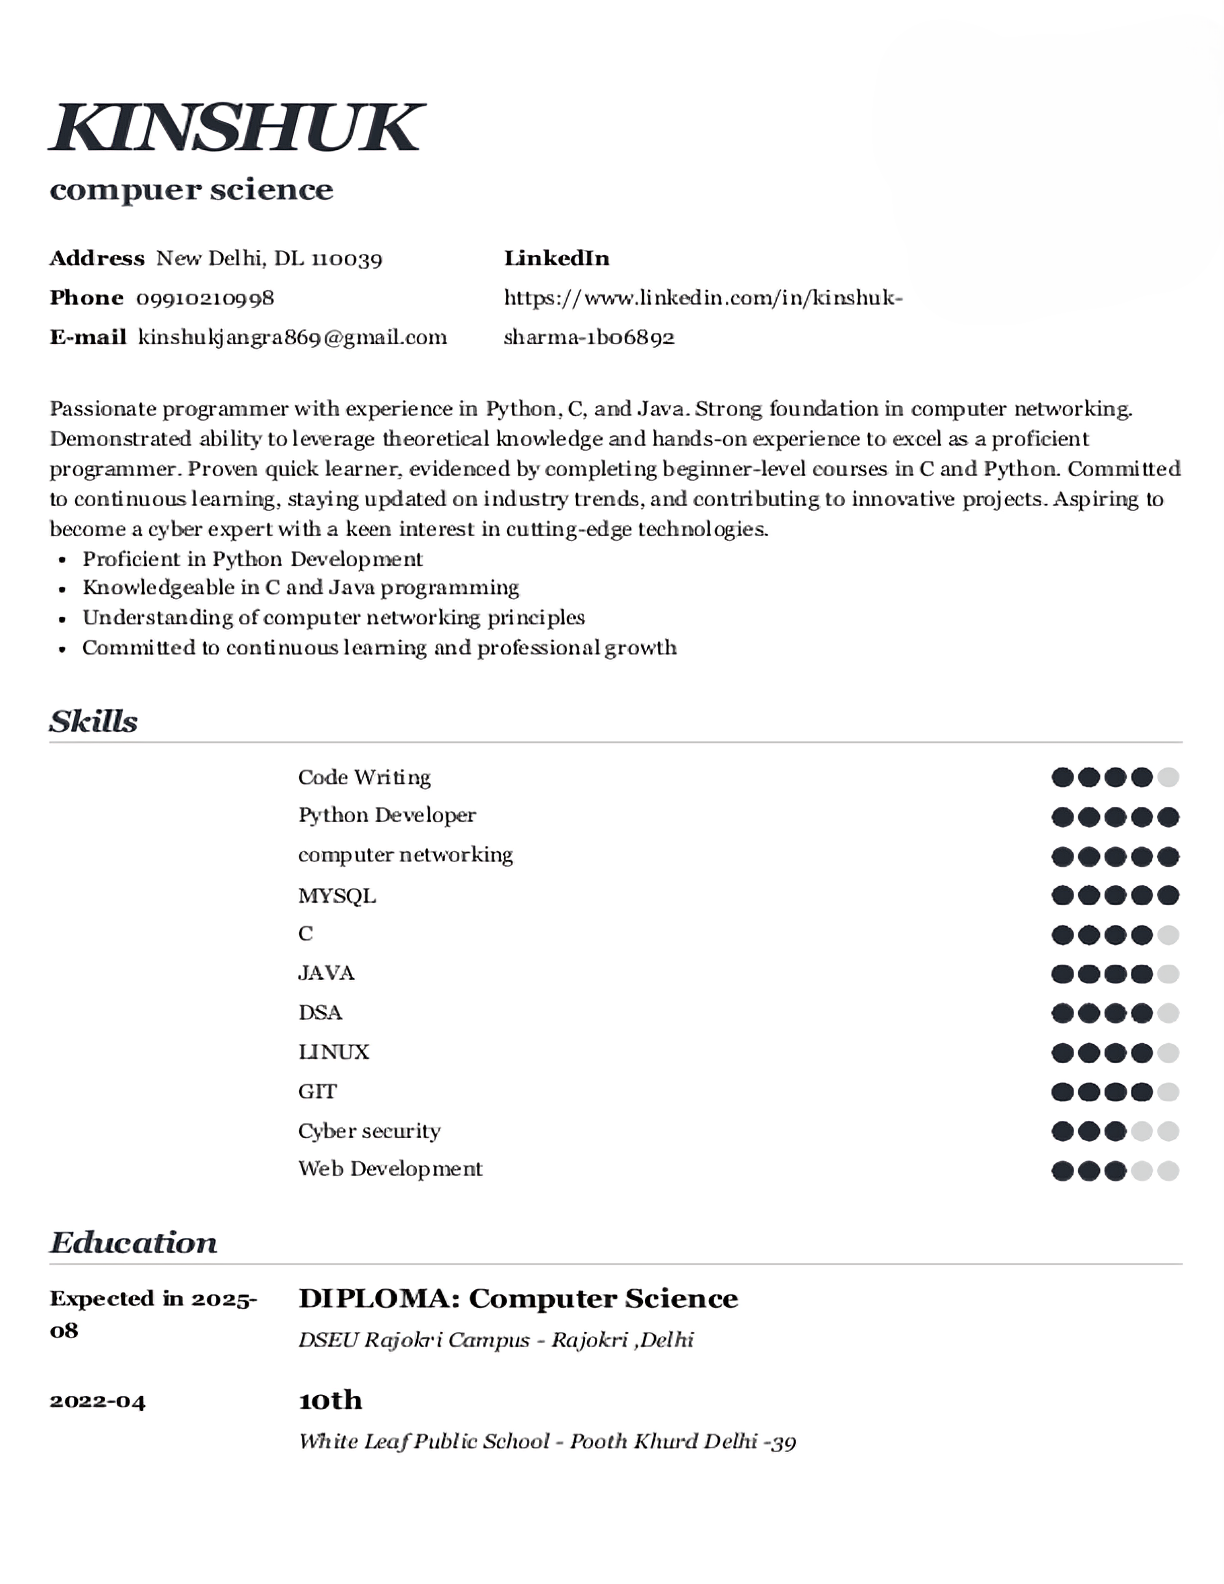 KINSHUK
compuer science
Address New Delhi, DL 110039
Phone 09910210998
E-mail kinshukjangra869@gmail.com
LinkedIn
https://www.linkedin.com/in/kinshuk-
sharma-1b06892
Passionate programmer with experience in Python, C, and Java. Strong foundation in computer networking.
Demonstrated ability to leverage theoretical knowledge and hands-on experience to excel as a proficient
programmer. Proven quick learner, evidenced by completing beginner-level courses in C and Python. Committed
to continuous learning, staying updated on industry trends, and contributing to innovative projects. Aspiring to
become a cyber expert with a keen interest in cutting-edge technologies.
• Proficient in Python Development
• Knowledgeable in C and Java programming
• Understanding of computer networking principles
• Committed to continuous learning and professional growth
Skills
Code Writing
Python Developer
computer networking
MYSQL
C
JAVA
DSA
LINUX
GIT
Cyber security
Web Development
Education
Expected in 2025-
08
DIPLOMA: Computer Science
DSEU Rajokri Campus - Rajokri ,Delhi
2022-04
10th
White Leaf Public School - Pooth Khurd Delhi -39